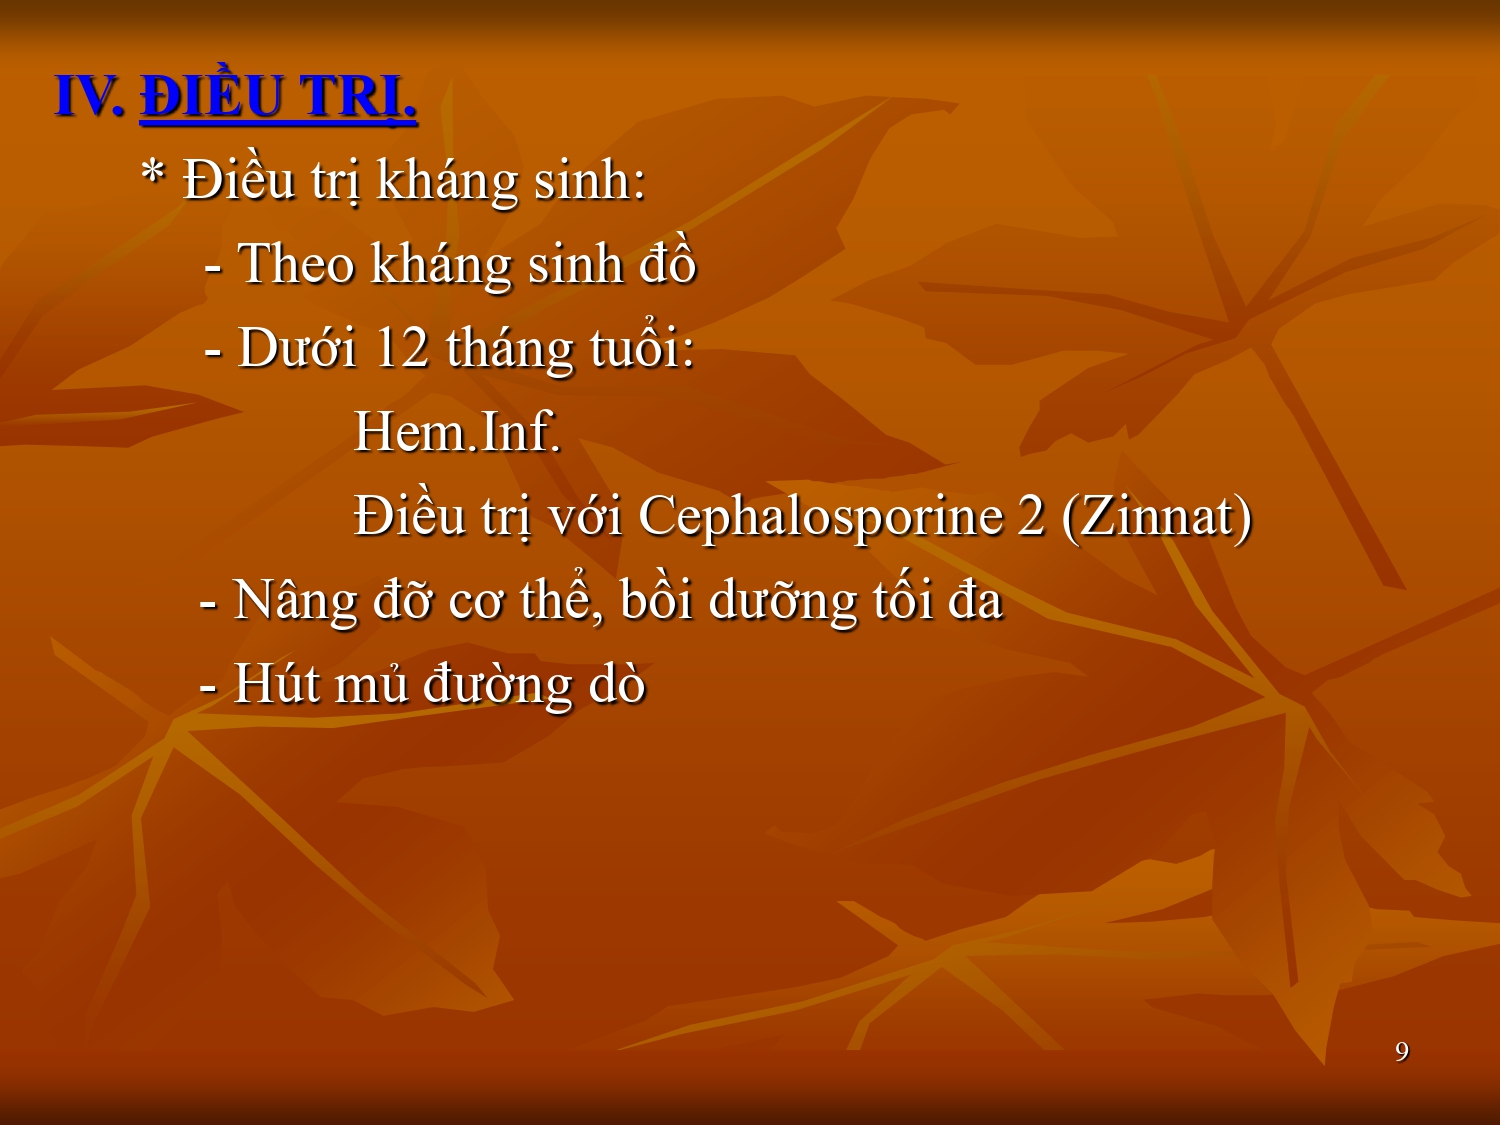 IV. ĐIỀU TRỊ.
* Điều trị kháng sinh:
- Theo kháng sinh đồ
- Dưới 12 tháng tuổi:
Hem.Inf.
Điều trị với Cephalosporine 2 (Zinnat)
- Nâng đỡ cơ thể, bồi dưỡng tối đa
- Hút mủ đường dò
9